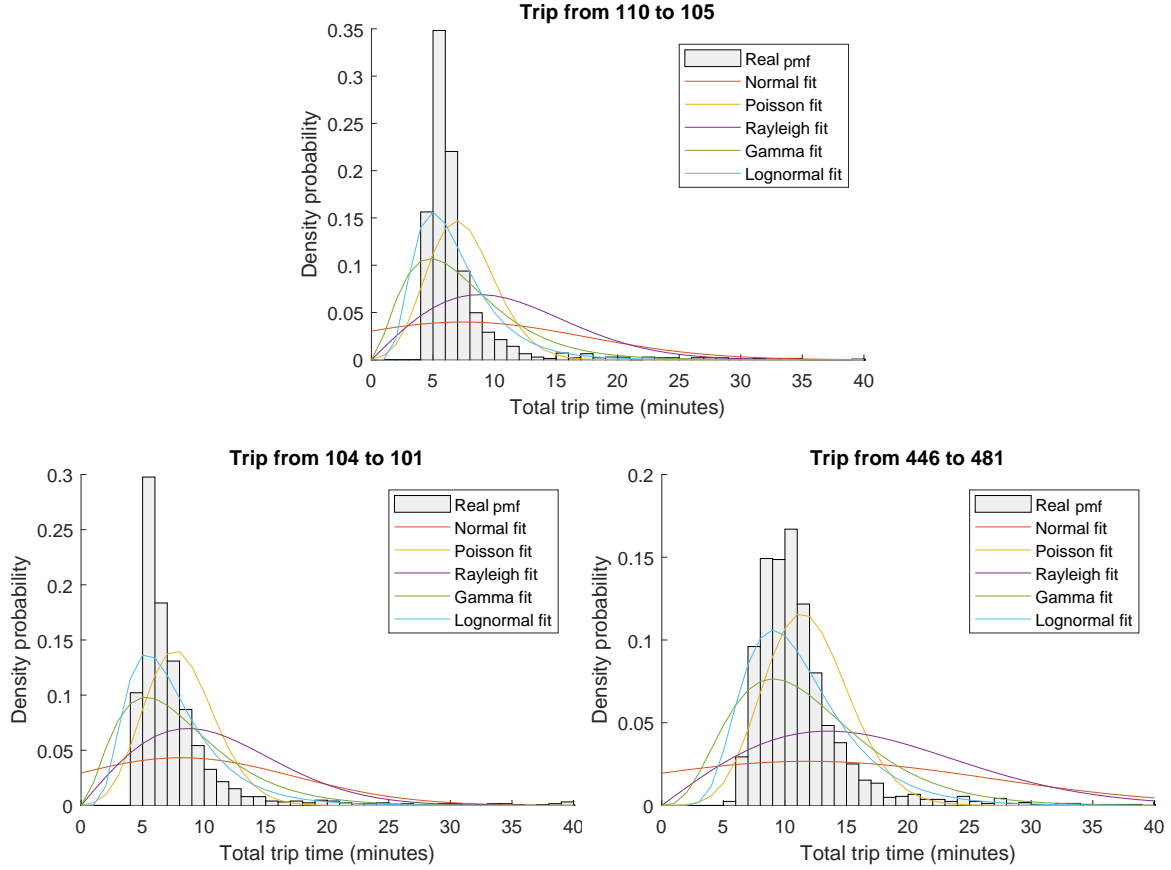 Trip from 110 to 105
0.35
0.3
0.25
0.2
0.15
0.1
0.05
0
Density probability
Real pmf
Normal fit
Poisson fit
Rayleigh fit
Gamma fit
Lognormal fit
0 5 10 15 20 25 30 35 40
Total trip time (minutes)
Trip from 104 to 101
0.3
0.25
0.2
0.15
0.1
0.05
0
Density probability
Real pmf
Normal fit
Poisson fit
Rayleigh fit
Gamma fit
Lognormal fit
0 5 10 15 20 25 30 35 40
Total trip time (minutes)
Trip from 446 to 481
0.2
0.15
0.1
0.05
0
Density probability
Real pmf
Normal fit
Poisson fit
Rayleigh fit
Gamma fit
Lognormal fit
0 5 10 15 20 25 30 35 40
Total trip time (minutes)